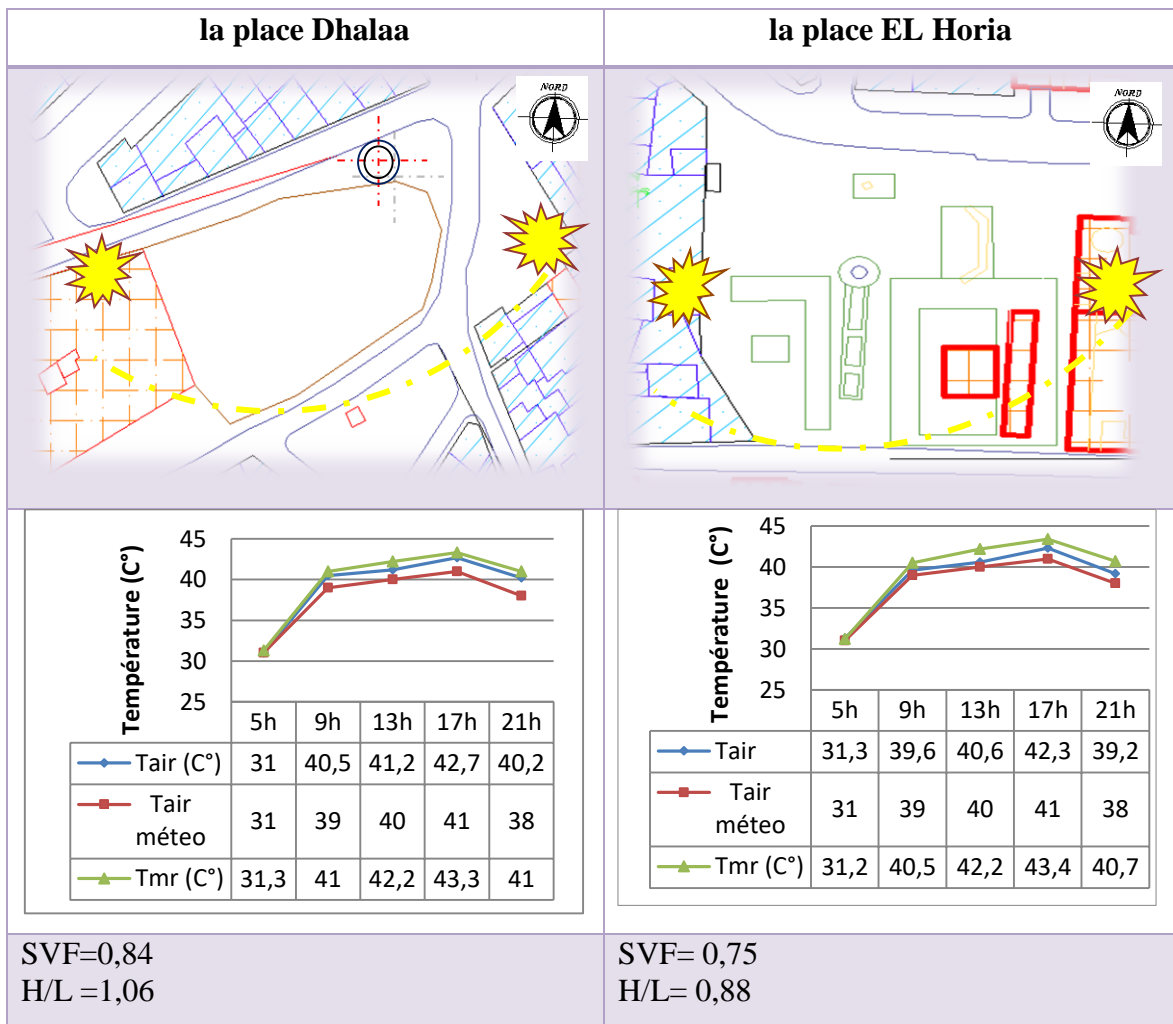 la place Dhalaa
la place EL Horia
NORD
NORD
Température (C°)
45
40
35
30
25
5h 9h 13h 17h 21h
Tair (C°) 31 40,5 41,2 42,7 40,2
Tair
méteo 31 39 40 41 38
Tmr (C°) 31,3 41 42,2 43,3 41
Température (C°)
45
40
35
30
25
5h 9h 13h 17h 21h
Tair 31,3 39,6 40,6 42,3 39,2
Tair
méteo 31 39 40 41 38
Tmr (C°) 31,2 40,5 42,2 43,4 40,7
SVF=0,84
H/L =1,06
SVF= 0,75
H/L= 0,88